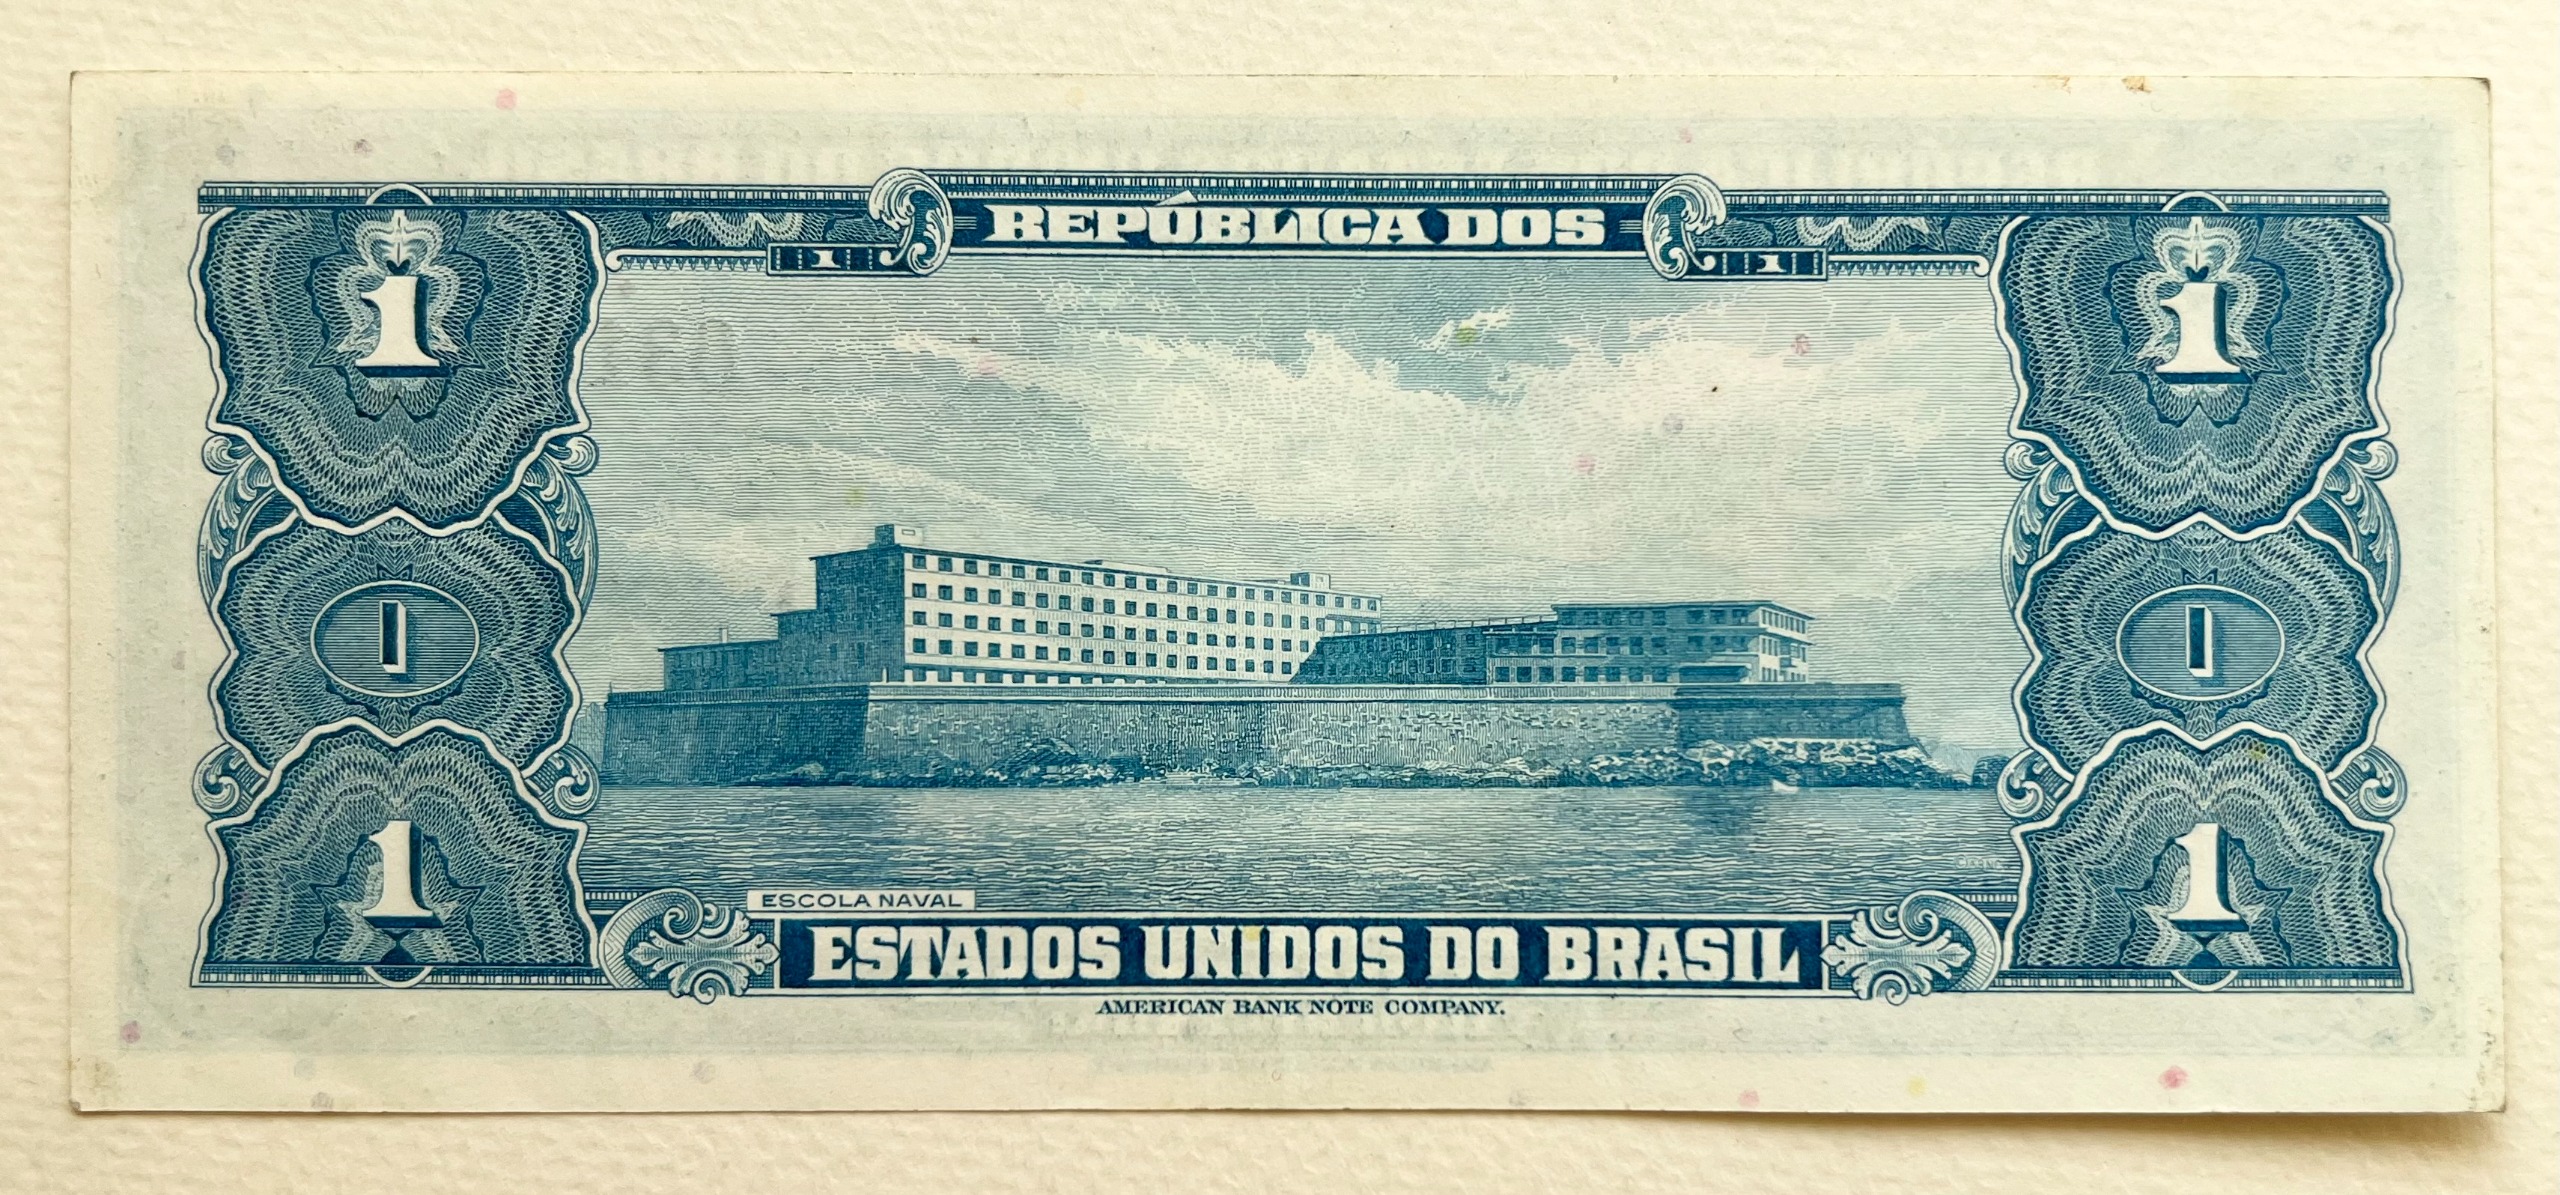 REPÚBLICA DOS
1 1
1 1
I I
ESCOLA NAVAL
1 1
ESTADOS UNIDOS DO BRASIL
AMERICAN BANK NOTE COMPANY.